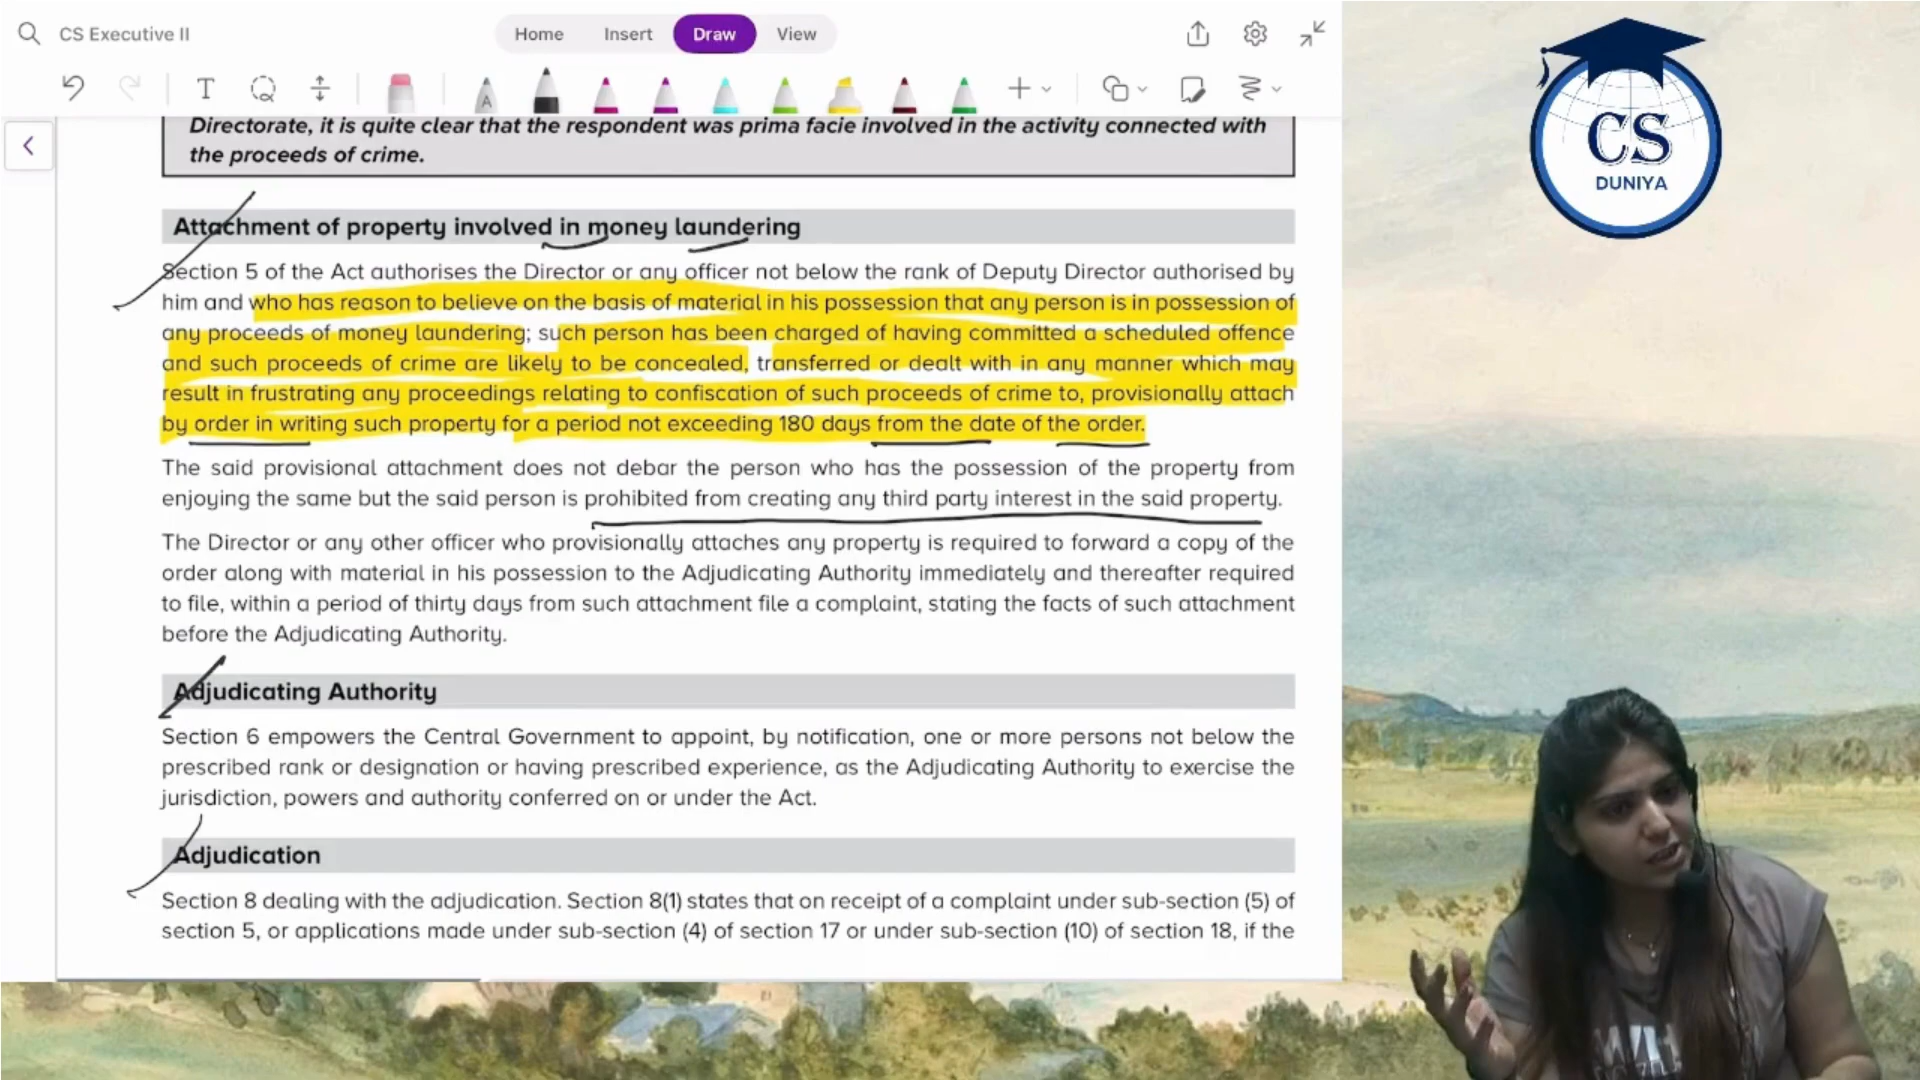 CS Executive II
Home
Insert
Draw
View
T
A
Directorate, it is quite clear that the respondent was prima facie involved in the activity connected with
the proceeds of crime.
Attachment of property involved in money laundering
Section 5 of the Act authorises the Director or any officer not below the rank of Deputy Director authorised by
him and who has reason to believe on the basis of material in his possession that any person is in possession of
any proceeds of money laundering; such person has been charged of having committed a scheduled offence
and such proceeds of crime are likely to be concealed, transferred or dealt with in any manner which may
result in frustrating any proceedings relating to confiscation of such proceeds of crime to, provisionally attach
by order in writing such property for a period not exceeding 180 days from the date of the order.
The said provisional attachment does not debar the person who has the possession of the property from
enjoying the same but the said person is prohibited from creating any third party interest in the said property.
The Director or any other officer who provisionally attaches any property is required to forward a copy of the
order along with material in his possession to the Adjudicating Authority immediately and thereafter required
to file, within a period of thirty days from such attachment file a complaint, stating the facts of such attachment
before the Adjudicating Authority.
Adjudicating Authority
Section 6 empowers the Central Government to appoint, by notification, one or more persons not below the
prescribed rank or designation or having prescribed experience, as the Adjudicating Authority to exercise the
jurisdiction, powers and authority conferred on or under the Act.
Adjudication
Section 8 dealing with the adjudication. Section 8(1) states that on receipt of a complaint under sub-section (5) of
section 5, or applications made under sub-section (4) of section 17 or under sub-section (10) of section 18, if the
CS
DUNIYA